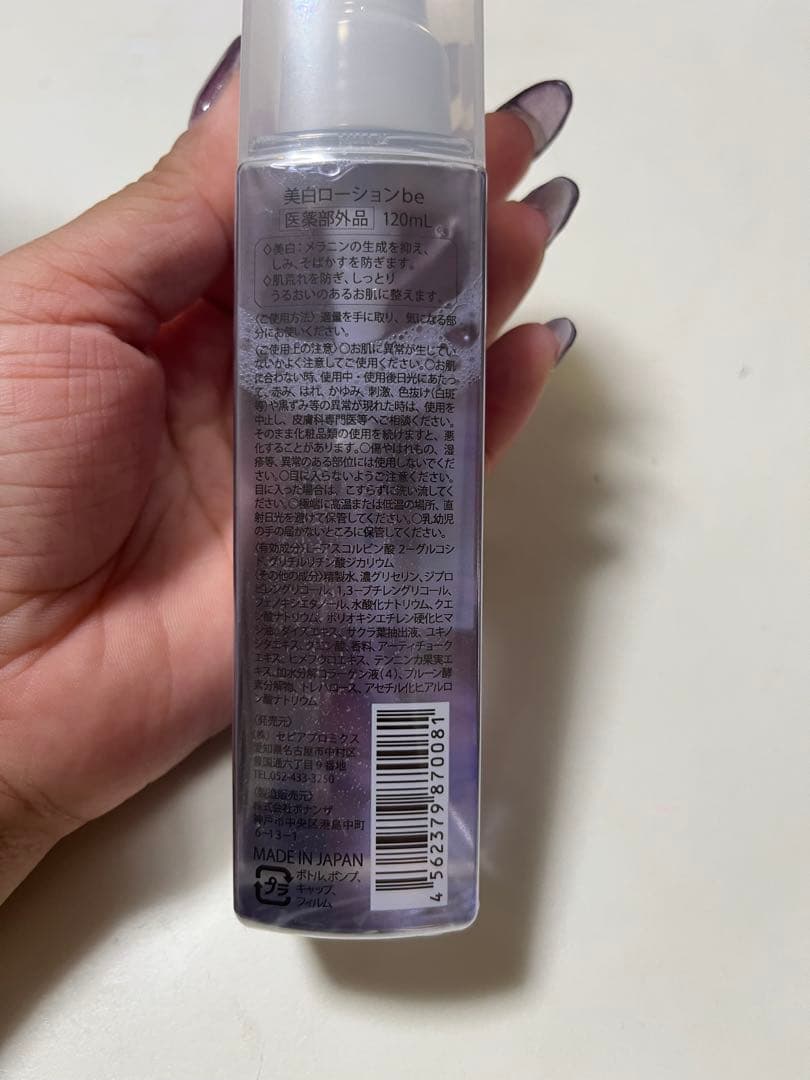 美白ローションbe
医薬部外品 120mL
◇美白：メラニンの生成を抑え、
しみ、そばかすを防ぎます。
◇肌荒れを防ぎ、しっとり
うるおいのあるお肌に整えます。
〈ご使用方法〉適量を手に取り、気になる部
分にお使いください。
〈ご使用上の注意〉〇お肌に異常が生じてい
ないかよく注意してご使用ください。〇お肌
に合わない時、使用中・使用後日光にあたっ
て、赤み、はれ、かゆみ、刺激、色抜け（白斑
等）や黒ずみ等の異常が現れた時は、使用を
中止し、皮膚科専門医等へご相談ください。
そのまま化粧品類の使用を続けますと、悪
化することがあります。〇傷やはれもの、湿
疹等、異常のある部位には使用しないでくだ
さい。〇目に入らないようご注意ください。
目に入った場合は、こすらずに洗い流してく
ださい。〇極端に高温または低温の場所、直
射日光を避けて保管してください。〇乳幼児
の手の届かないところに保管してください。
〈有効成分〉L－アスコルビン酸 2－グルコシ
ド、グリチルリチン酸ジカリウム
〈その他の成分〉精製水、濃グリセリン、ジプロ
ピレングリコール、1,3－ブチレングリコール、
フェノキシエタノール、水酸化ナトリウム、クエ
ン酸ナトリウム、ポリオキシエチレン硬化ヒマ
シ油、ダイズエキス、サクラ葉抽出液、ユキノ
シタエキス、クエン酸、香料、アーティチョーク
エキス、ヒメフウロエキス、テンニンカ果実エ
キス、加水分解コラーゲン液（4）、プルーン酵
素分解物、トレハロース、アセチル化ヒアルロ
ン酸ナトリウム
〈発売元〉
（株）セピアプロミクス
愛知県名古屋市中村区
豊国通六丁目9番地
TEL.052-433-3250
〈製造販売元〉
株式会社ボナンザ
神戸市中央区港島中町
6－13－1
MADE IN JAPAN
プラ
ボトル、ポンプ、
キャップ、
フィルム
4 562379 870081